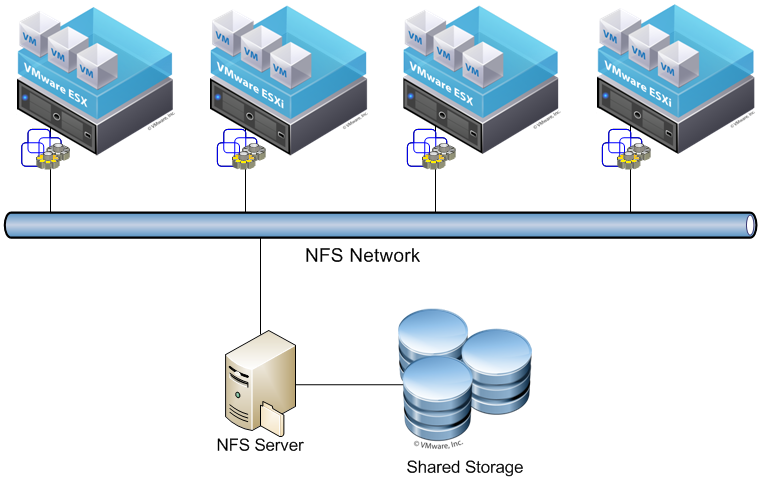 VM VM VM
VMware ESX
© VMware, Inc.
VM VM VM
VMware ESXi
© VMware, Inc.
VM VM VM
VMware ESX
© VMware, Inc.
VM VM VM
VMware ESXi
© VMware, Inc.
NFS Network
NFS Server
© VMware, Inc.
Shared Storage